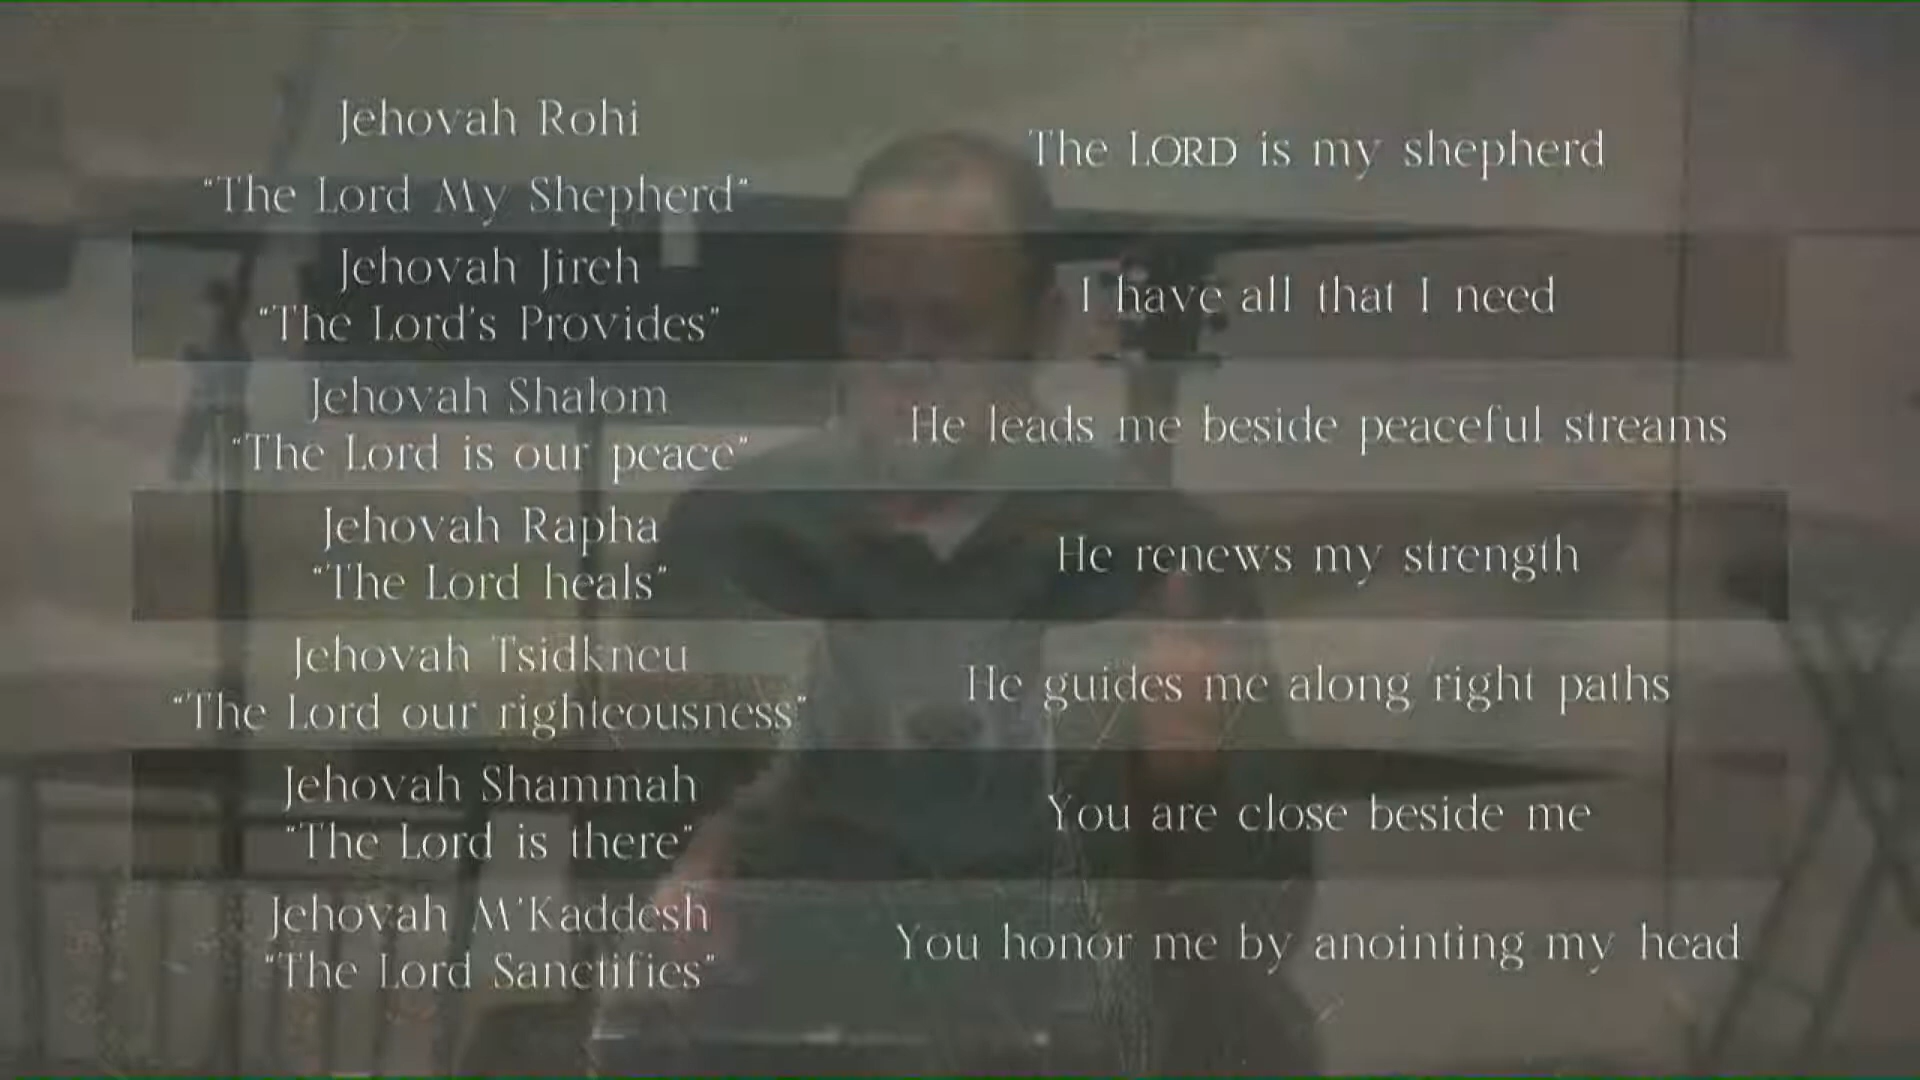 Jehovah Rohi
"The Lord My Shepherd"
The LORD is my shepherd
Jehovah Jireh
"The Lord's Provides"
I have all that I need
Jehovah Shalom
"The Lord is our peace"
He leads me beside peaceful streams
Jehovah Rapha
"The Lord heals"
He renews my strength
Jehovah Tsidkneu
"The Lord our righteousness"
He guides me along right paths
Jehovah Shammah
"The Lord is there"
You are close beside me
Jehovah M'Kaddesh
"The Lord Sanctifies"
You honor me by anointing my head